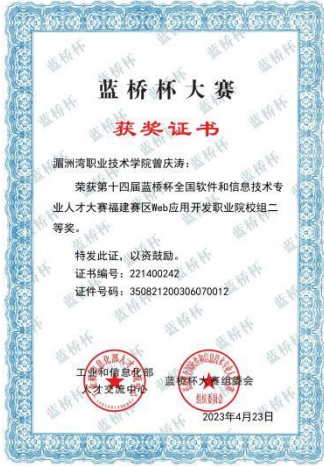 蓝桥杯大赛
获奖证书
湄洲湾职业技术学院曾庆涛：
荣获第十四届蓝桥杯全国软件和信息技术专
业人才大赛福建赛区Web应用开发职业院校组二
等奖。
特发此证，以资鼓励。
证书编号：221400242
证件号码：350821200306070012
工业和信息化部
人才交流中心
蓝桥杯大赛组委会
组织委员会
2023年4月23日